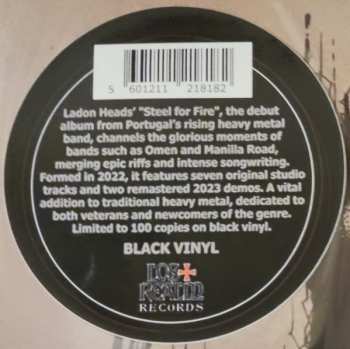 5 601211 218182
Ladon Heads' "Steel for Fire", the debut
album from Portugal's rising heavy metal
band, channels the glorious moments of
bands such as Omen and Manilla Road,
merging epic riffs and intense songwriting.
Formed in 2022, it features seven original studio
tracks and two remastered 2023 demos. A vital
addition to traditional heavy metal, dedicated to
both veterans and newcomers of the genre.
Limited to 100 copies on black vinyl.
BLACK VINYL
LOST
REALM
RECORDS